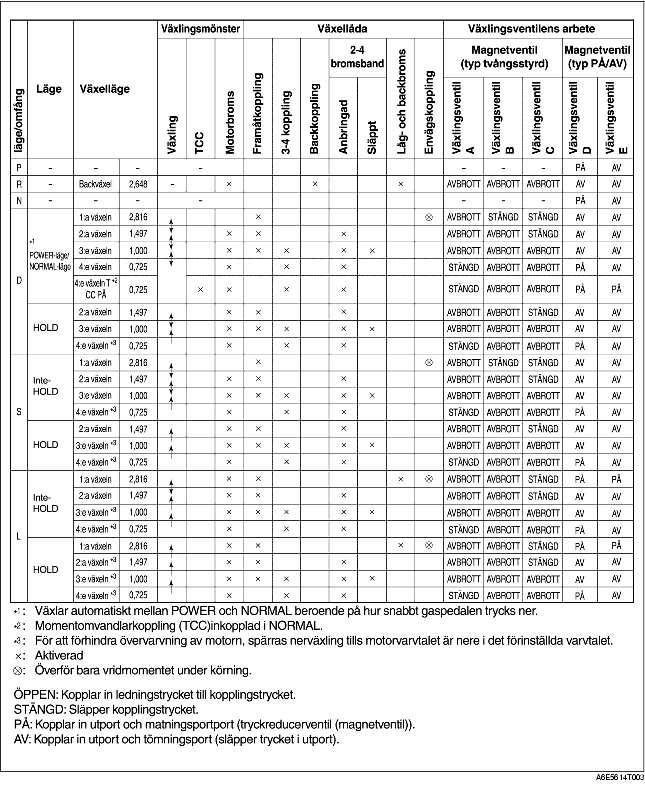 Växlingsmönster Växellåda Växlingsventilens arbete
läge/omfång Läge Växelläge Växling TCC Motorbroms Framåtkoppling 3-4 koppling Backkoppling 2-4 bromsband Anbringad Släppt Låg- och backbroms Envägskoppling Magnetventil (typ tvångsstyrd) Växlingsventil A Växlingsventil B Växlingsventil C Magnetventil (typ PÅ/AV) Växlingsventil D Växlingsventil E
P – – – – – – – PÅ AV
R – Backväxel 2,648 – × × × AVBROTT AVBROTT AVBROTT AV AV
N – – – – – – – PÅ AV
D *1 POWER-läge/ NORMAL-läge 1:a växeln 2,816 × ⊗ AVBROTT STÄNGD STÄNGD AV AV
2:a växeln 1,497 × × × AVBROTT AVBROTT STÄNGD AV AV
3:e växeln 1,000 × × × × × AVBROTT AVBROTT AVBROTT AV AV
4:e växeln 0,725 × × × STÄNGD AVBROTT AVBROTT PÅ AV
4:e växeln T*2 CC PÅ 0,725 × × × × STÄNGD AVBROTT AVBROTT PÅ PÅ
HOLD 2:a växeln 1,497 × × × AVBROTT AVBROTT STÄNGD AV AV
3:e växeln 1,000 × × × × × AVBROTT AVBROTT AVBROTT AV AV
4:e växeln *3 0,725 × × × STÄNGD AVBROTT AVBROTT PÅ AV
S Inte-HOLD 1:a växeln 2,816 × ⊗ AVBROTT STÄNGD STÄNGD AV AV
2:a växeln 1,497 × × × AVBROTT AVBROTT STÄNGD AV AV
3:e växeln 1,000 × × × × × AVBROTT AVBROTT AVBROTT AV AV
4:e växeln *3 0,725 × × × STÄNGD AVBROTT AVBROTT PÅ AV
HOLD 2:a växeln 1,497 × × × AVBROTT AVBROTT STÄNGD AV AV
3:e växeln *3 1,000 × × × × × AVBROTT AVBROTT AVBROTT AV AV
4:e växeln *3 0,725 × × × STÄNGD AVBROTT AVBROTT PÅ AV
L Inte-HOLD 1:a växeln 2,816 × × × ⊗ AVBROTT AVBROTT STÄNGD PÅ PÅ
2:a växeln 1,497 × × × AVBROTT AVBROTT STÄNGD AV AV
3:e växeln *3 1,000 × × × × × AVBROTT AVBROTT AVBROTT AV AV
4:e växeln *3 0,725 × × × STÄNGD AVBROTT AVBROTT PÅ AV
HOLD 1:a växeln 2,816 × × × ⊗ AVBROTT AVBROTT STÄNGD PÅ PÅ
2:a växeln *3 1,497 × × × AVBROTT AVBROTT STÄNGD AV AV
3:e växeln *3 1,000 × × × × × AVBROTT AVBROTT AVBROTT AV AV
4:e växeln *3 0,725 × × × STÄNGD AVBROTT AVBROTT PÅ AV
*1: Växlar automatiskt mellan POWER och NORMAL beroende på hur snabbt gaspedalen trycks ner.
*2: Momentomvandlarkoppling (TCC)inkopplad i NORMAL.
*3: För att förhindra övervarvning av motorn, spärras nerväxling tills motorvarvtalet är nere i det förinställda varvtalet.
×: Aktiverad
⊗: Överför bara vridmomentet under körning.
ÖPPEN: Kopplar in ledningstrycket till kopplingstrycket.
STÄNGD: Släpper kopplingstrycket.
PÅ: Kopplar in utport och matningsportport (tryckreducerventil (magnetventil)).
AV: Kopplar in utport och tömningsport (släpper trycket i utport).
A6E5614T003